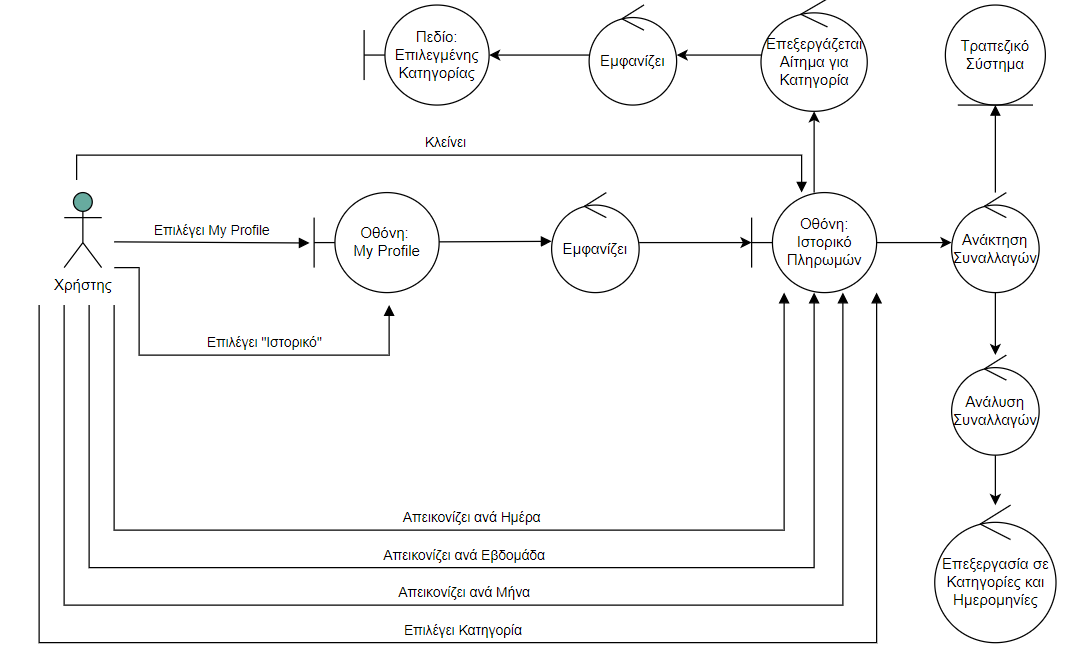 Πεδίο:
Επιλεγμένης
Κατηγορίας
Εμφανίζει
Επεξεργάζεται
Αίτημα για
Κατηγορία
Τραπεζικό
Σύστημα
Κλείνει
Χρήστης
Επιλέγει My Profile
Οθόνη:
My Profile
Εμφανίζει
Οθόνη:
Ιστορικό
Πληρωμών
Ανάκτηση
Συναλλαγών
Επιλέγει "Ιστορικό"
Ανάλυση
Συναλλαγών
Απεικονίζει ανά Ημέρα
Απεικονίζει ανά Εβδομάδα
Απεικονίζει ανά Μήνα
Επιλέγει Κατηγορία
Επεξεργασία σε
Κατηγορίες και
Ημερομηνίες